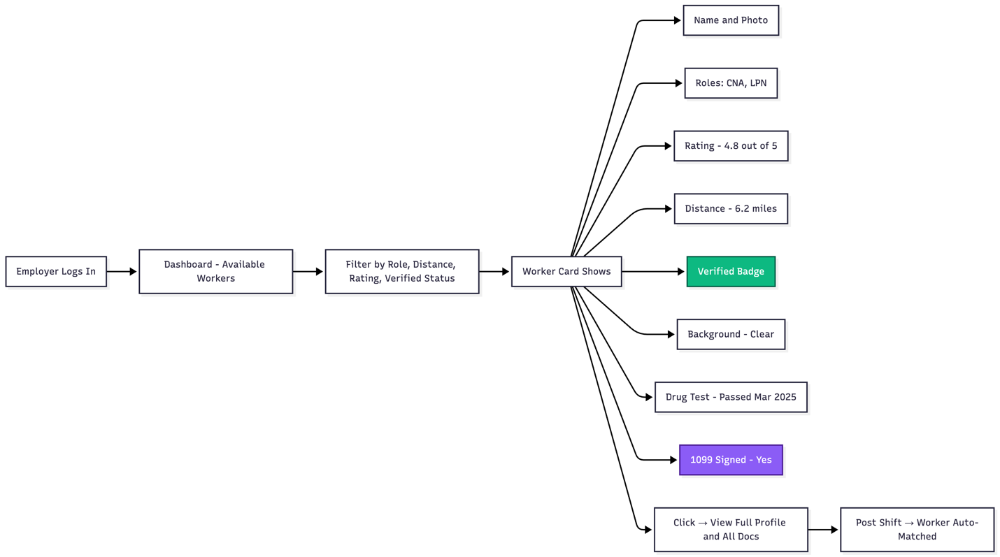 Name and Photo
Roles: CNA, LPN
Rating - 4.8 out of 5
Distance - 6.2 miles
Employer Logs In
Dashboard - Available
Workers
Filter by Role, Distance,
Rating, Verified Status
Worker Card Shows
Verified Badge
Background - Clear
Drug Test - Passed Mar 2025
1099 Signed - Yes
Click → View Full Profile
and All Docs
Post Shift → Worker Auto-
Matched